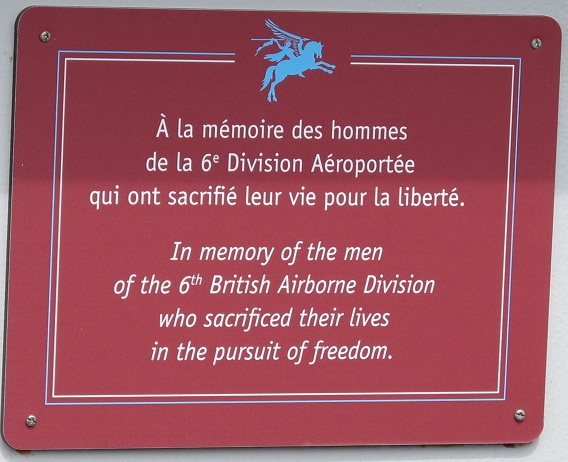 À la mémoire des hommes
de la 6e Division Aéroportée
qui ont sacrifié leur vie pour la liberté.
In memory of the men
of the 6th British Airborne Division
who sacrificed their lives
in the pursuit of freedom.